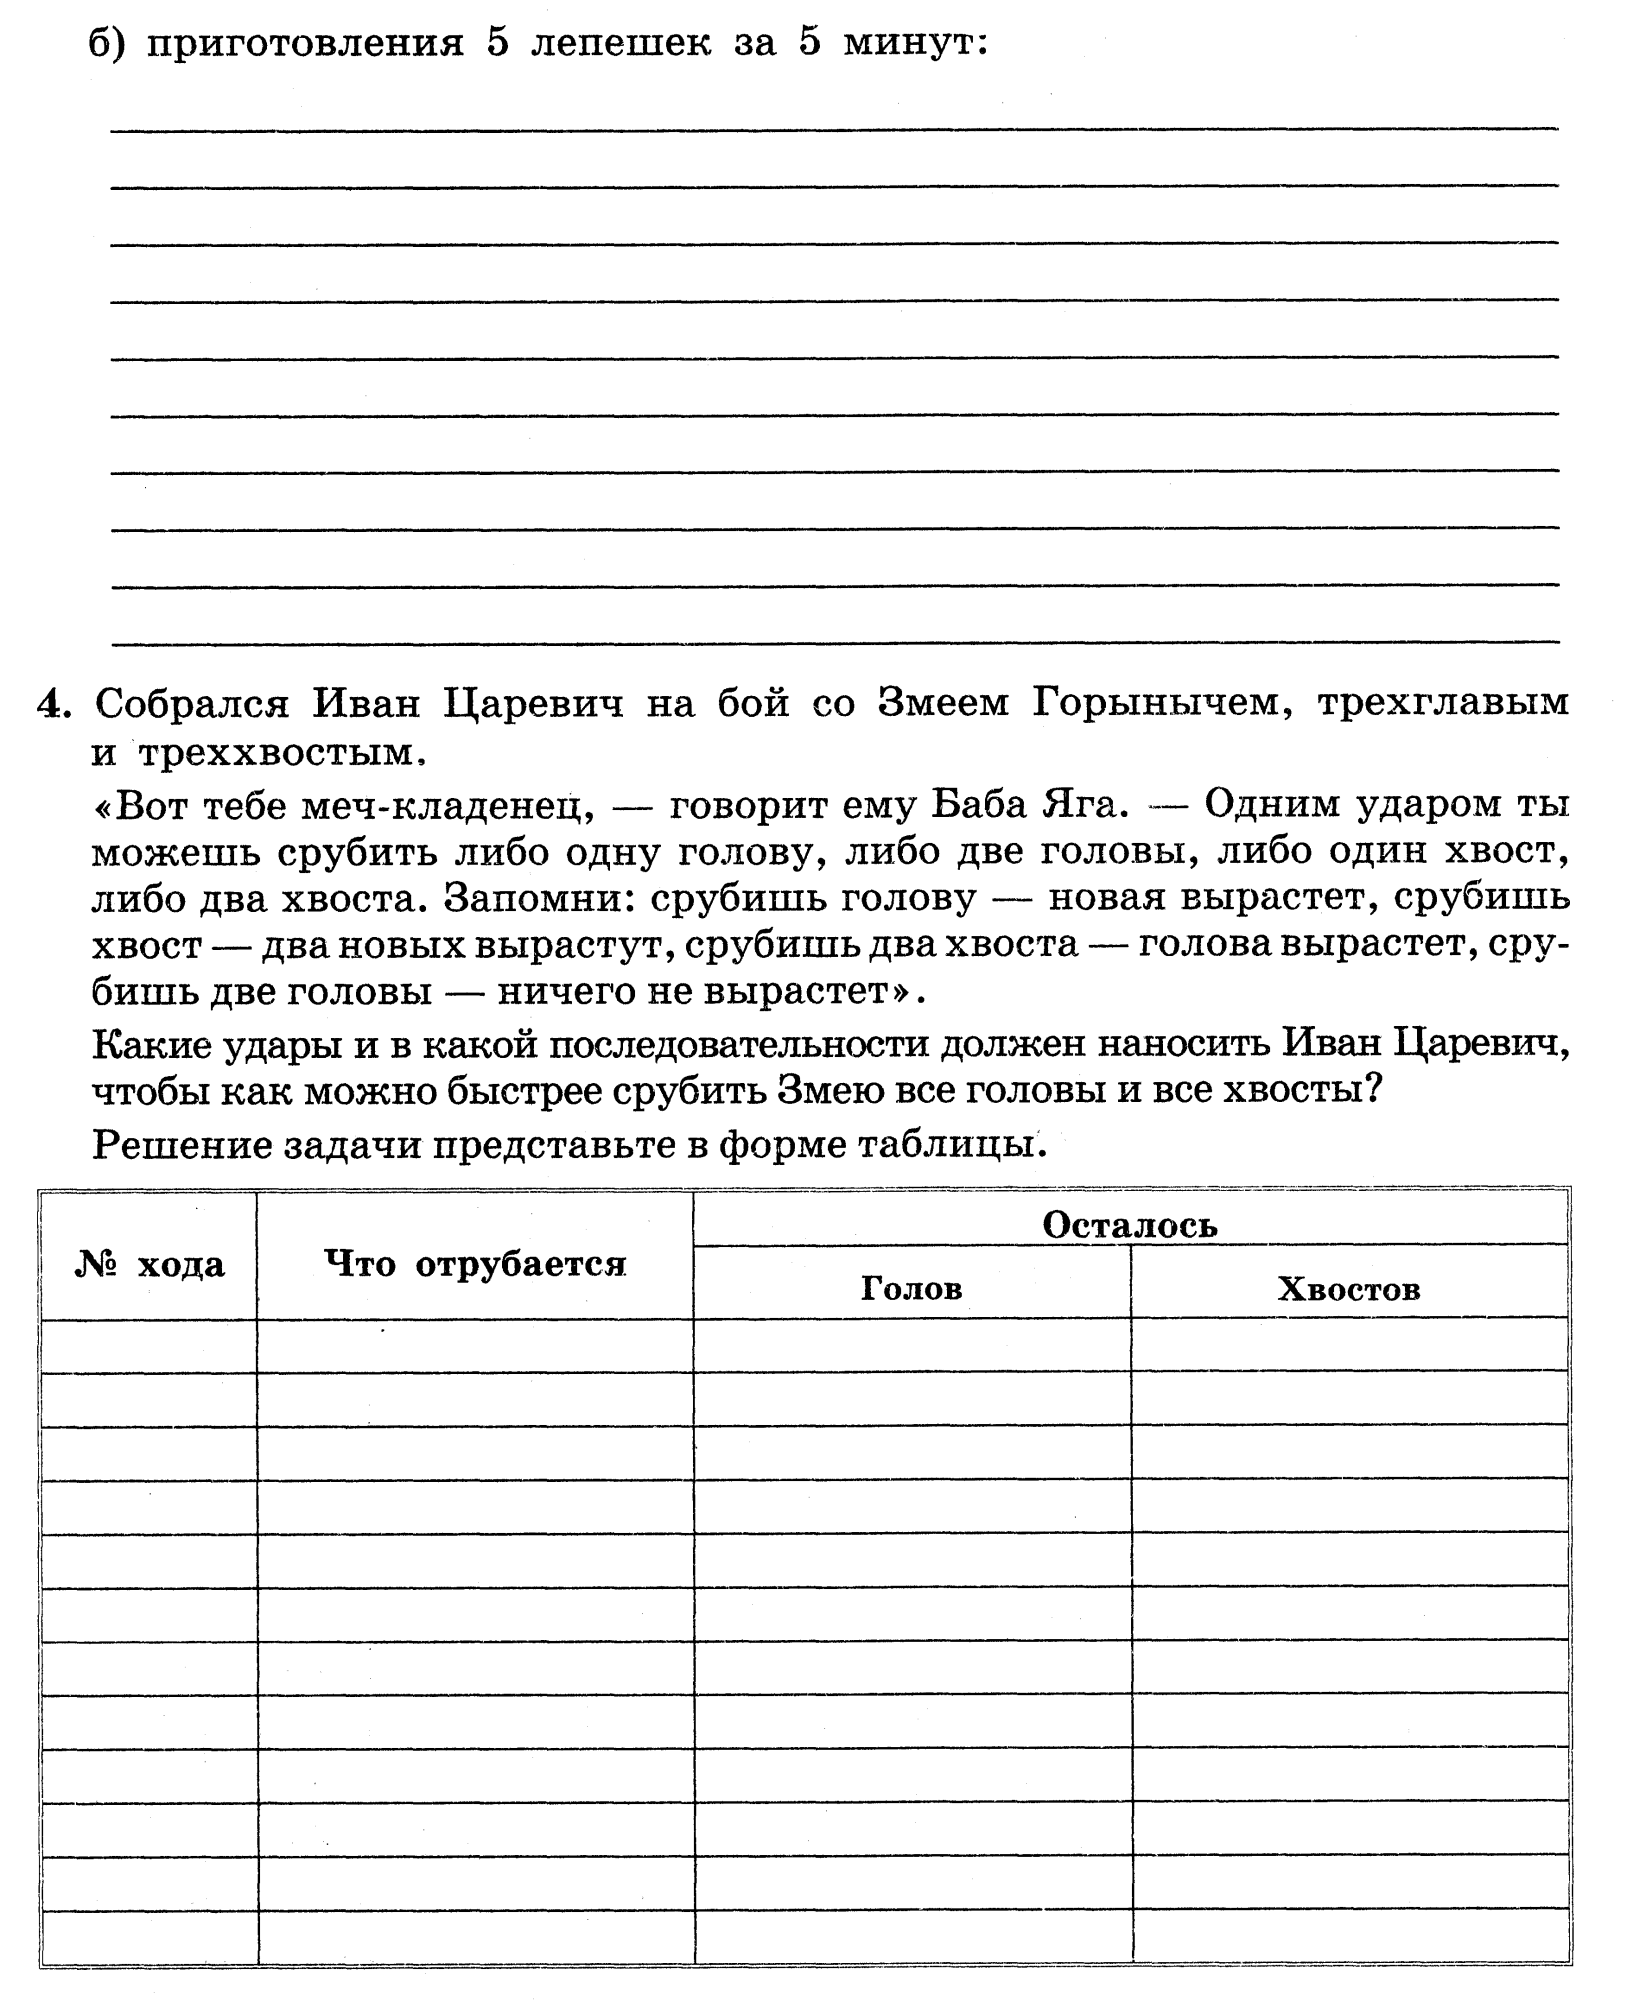 б) приготовления 5 лепешек за 5 минут:
4. Собрался Иван Царевич на бой со Змеем Горынычем, трехглавым
и треххвостым.
«Вот тебе меч-кладенец, — говорит ему Баба Яга. — Одним ударом ты
можешь срубить либо одну голову, либо две головы, либо один хвост,
либо два хвоста. Запомни: срубишь голову — новая вырастет, срубишь
хвост — два новых вырастут, срубишь два хвоста — голова вырастет, сру-
бишь две головы — ничего не вырастет».
Какие удары и в какой последовательности должен наносить Иван Царевич,
чтобы как можно быстрее срубить Змею все головы и все хвосты?
Решение задачи представьте в форме таблицы.
№ хода
Что отрубается
Осталось
Голов
Хвостов